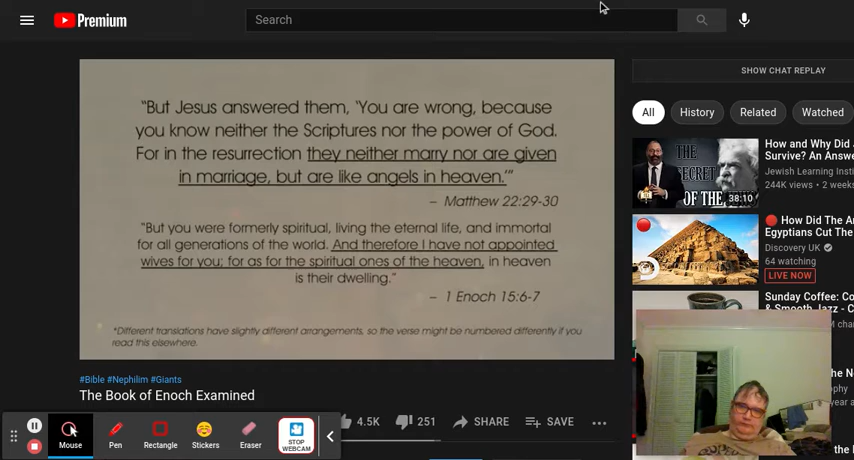 Premium
Search
SHOW CHAT REPLAY
"But Jesus answered them, 'You are wrong, because
you know neither the Scriptures nor the power of God.
For in the resurrection they neither marry nor are given
in marriage, but are like angels in heaven.'"
– Matthew 22:29-30
"But you were formerly spiritual, living the eternal life, and immortal
for all generations of the world. And therefore I have not appointed
wives for you; for as for the spiritual ones of the heaven, in heaven
is their dwelling."
– 1 Enoch 15:6-7
*Different translations have slightly different arrangements, so the verse might be numbered differently if you
read this elsewhere.
#Bible #Nephilim #Giants
The Book of Enoch Examined
4.5K
251
SHARE
SAVE
Mouse
Pen
Rectangle
Stickers
Eraser
STOP
WEBCAM
All
History
Related
Watched
THE
SECRET
OF THE
38:10
How and Why Did
Survive? An Answe
Jewish Learning Insti
244K views • 2 weeks
How Did The An
Egyptians Cut The
Discovery UK
64 watching
LIVE NOW
Sunday Coffee: Co
& Smooth Jazz - C